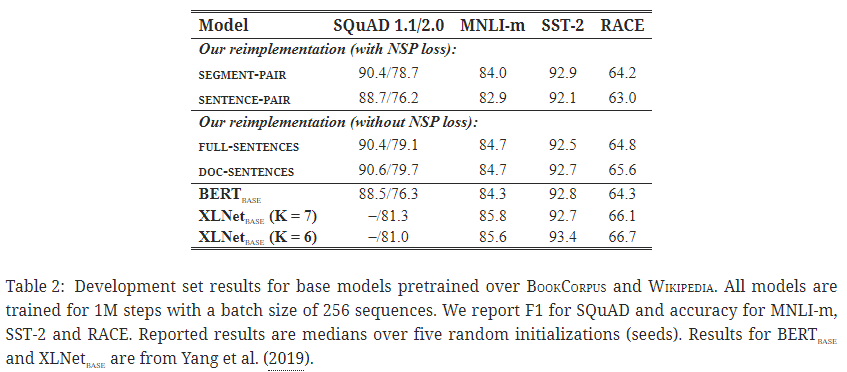 Model SQuAD 1.1/2.0 MNLI-m SST-2 RACE
Our reimplementation (with NSP loss):
SEGMENT-PAIR 90.4/78.7 84.0 92.9 64.2
SENTENCE-PAIR 88.7/76.2 82.9 92.1 63.0
Our reimplementation (without NSP loss):
FULL-SENTENCES 90.4/79.1 84.7 92.5 64.8
DOC-SENTENCES 90.6/79.7 84.7 92.7 65.6
BERT BASE 88.5/76.3 84.3 92.8 64.3
XLNet BASE (K = 7) –/81.3 85.8 92.7 66.1
XLNet BASE (K = 6) –/81.0 85.6 93.4 66.7
Table 2: Development set results for base models pretrained over BOOKCORPUS and WIKIPEDIA. All models are
trained for 1M steps with a batch size of 256 sequences. We report F1 for SQuAD and accuracy for MNLI-m,
SST-2 and RACE. Reported results are medians over five random initializations (seeds). Results for BERT BASE
and XLNet BASE are from Yang et al. (2019).